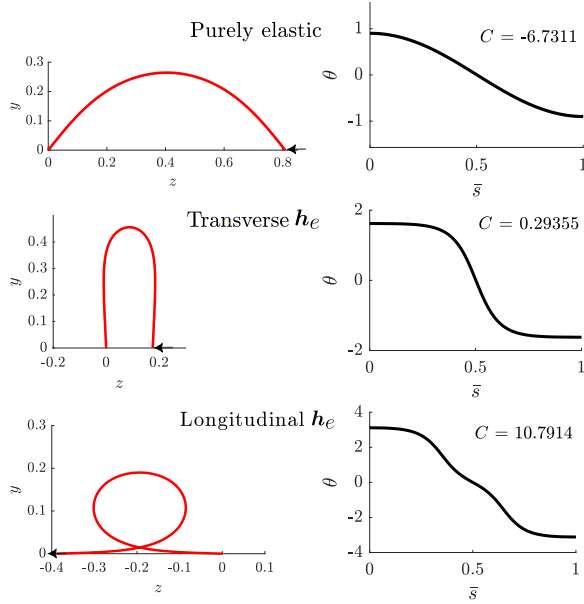 Purely elastic
0.3
0.2
0.1
0
y
0
0.2
0.4
0.6
0.8
z
C = -6.7311
1
0
-1
θ
0
0.5
1
s̅
Transverse h_e
0.4
0.3
0.2
0.1
0
y
-0.2
0
0.2
z
C = 0.29355
2
0
-2
θ
0
0.5
1
s̅
Longitudinal h_e
0.3
0.2
0.1
0
y
-0.4
-0.3
-0.2
-0.1
0
0.1
z
C = 10.7914
4
2
0
-2
-4
θ
0
0.5
1
s̅